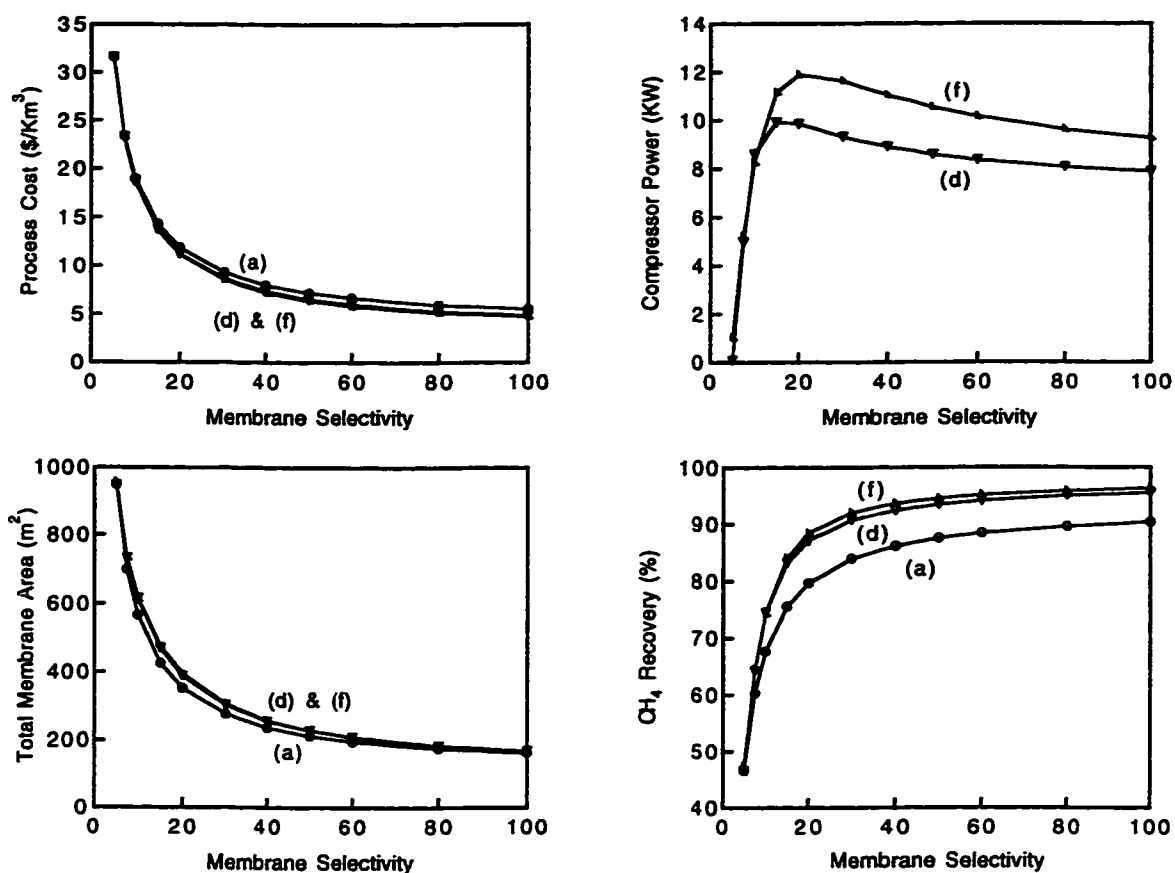 35
30
25
20
15
10
5
0
Process Cost ($/Km³)
(a)
(d) & (f)
0 20 40 60 80 100
Membrane Selectivity
14
12
10
8
6
4
2
0
Compressor Power (KW)
(f)
(d)
0 20 40 60 80 100
Membrane Selectivity
1000
800
600
400
200
0
Total Membrane Area (m²)
(d) & (f)
(a)
0 20 40 60 80 100
Membrane Selectivity
100
90
80
70
60
50
40
CH₄ Recovery (%)
(f)
(d)
(a)
0 20 40 60 80 100
Membrane Selectivity